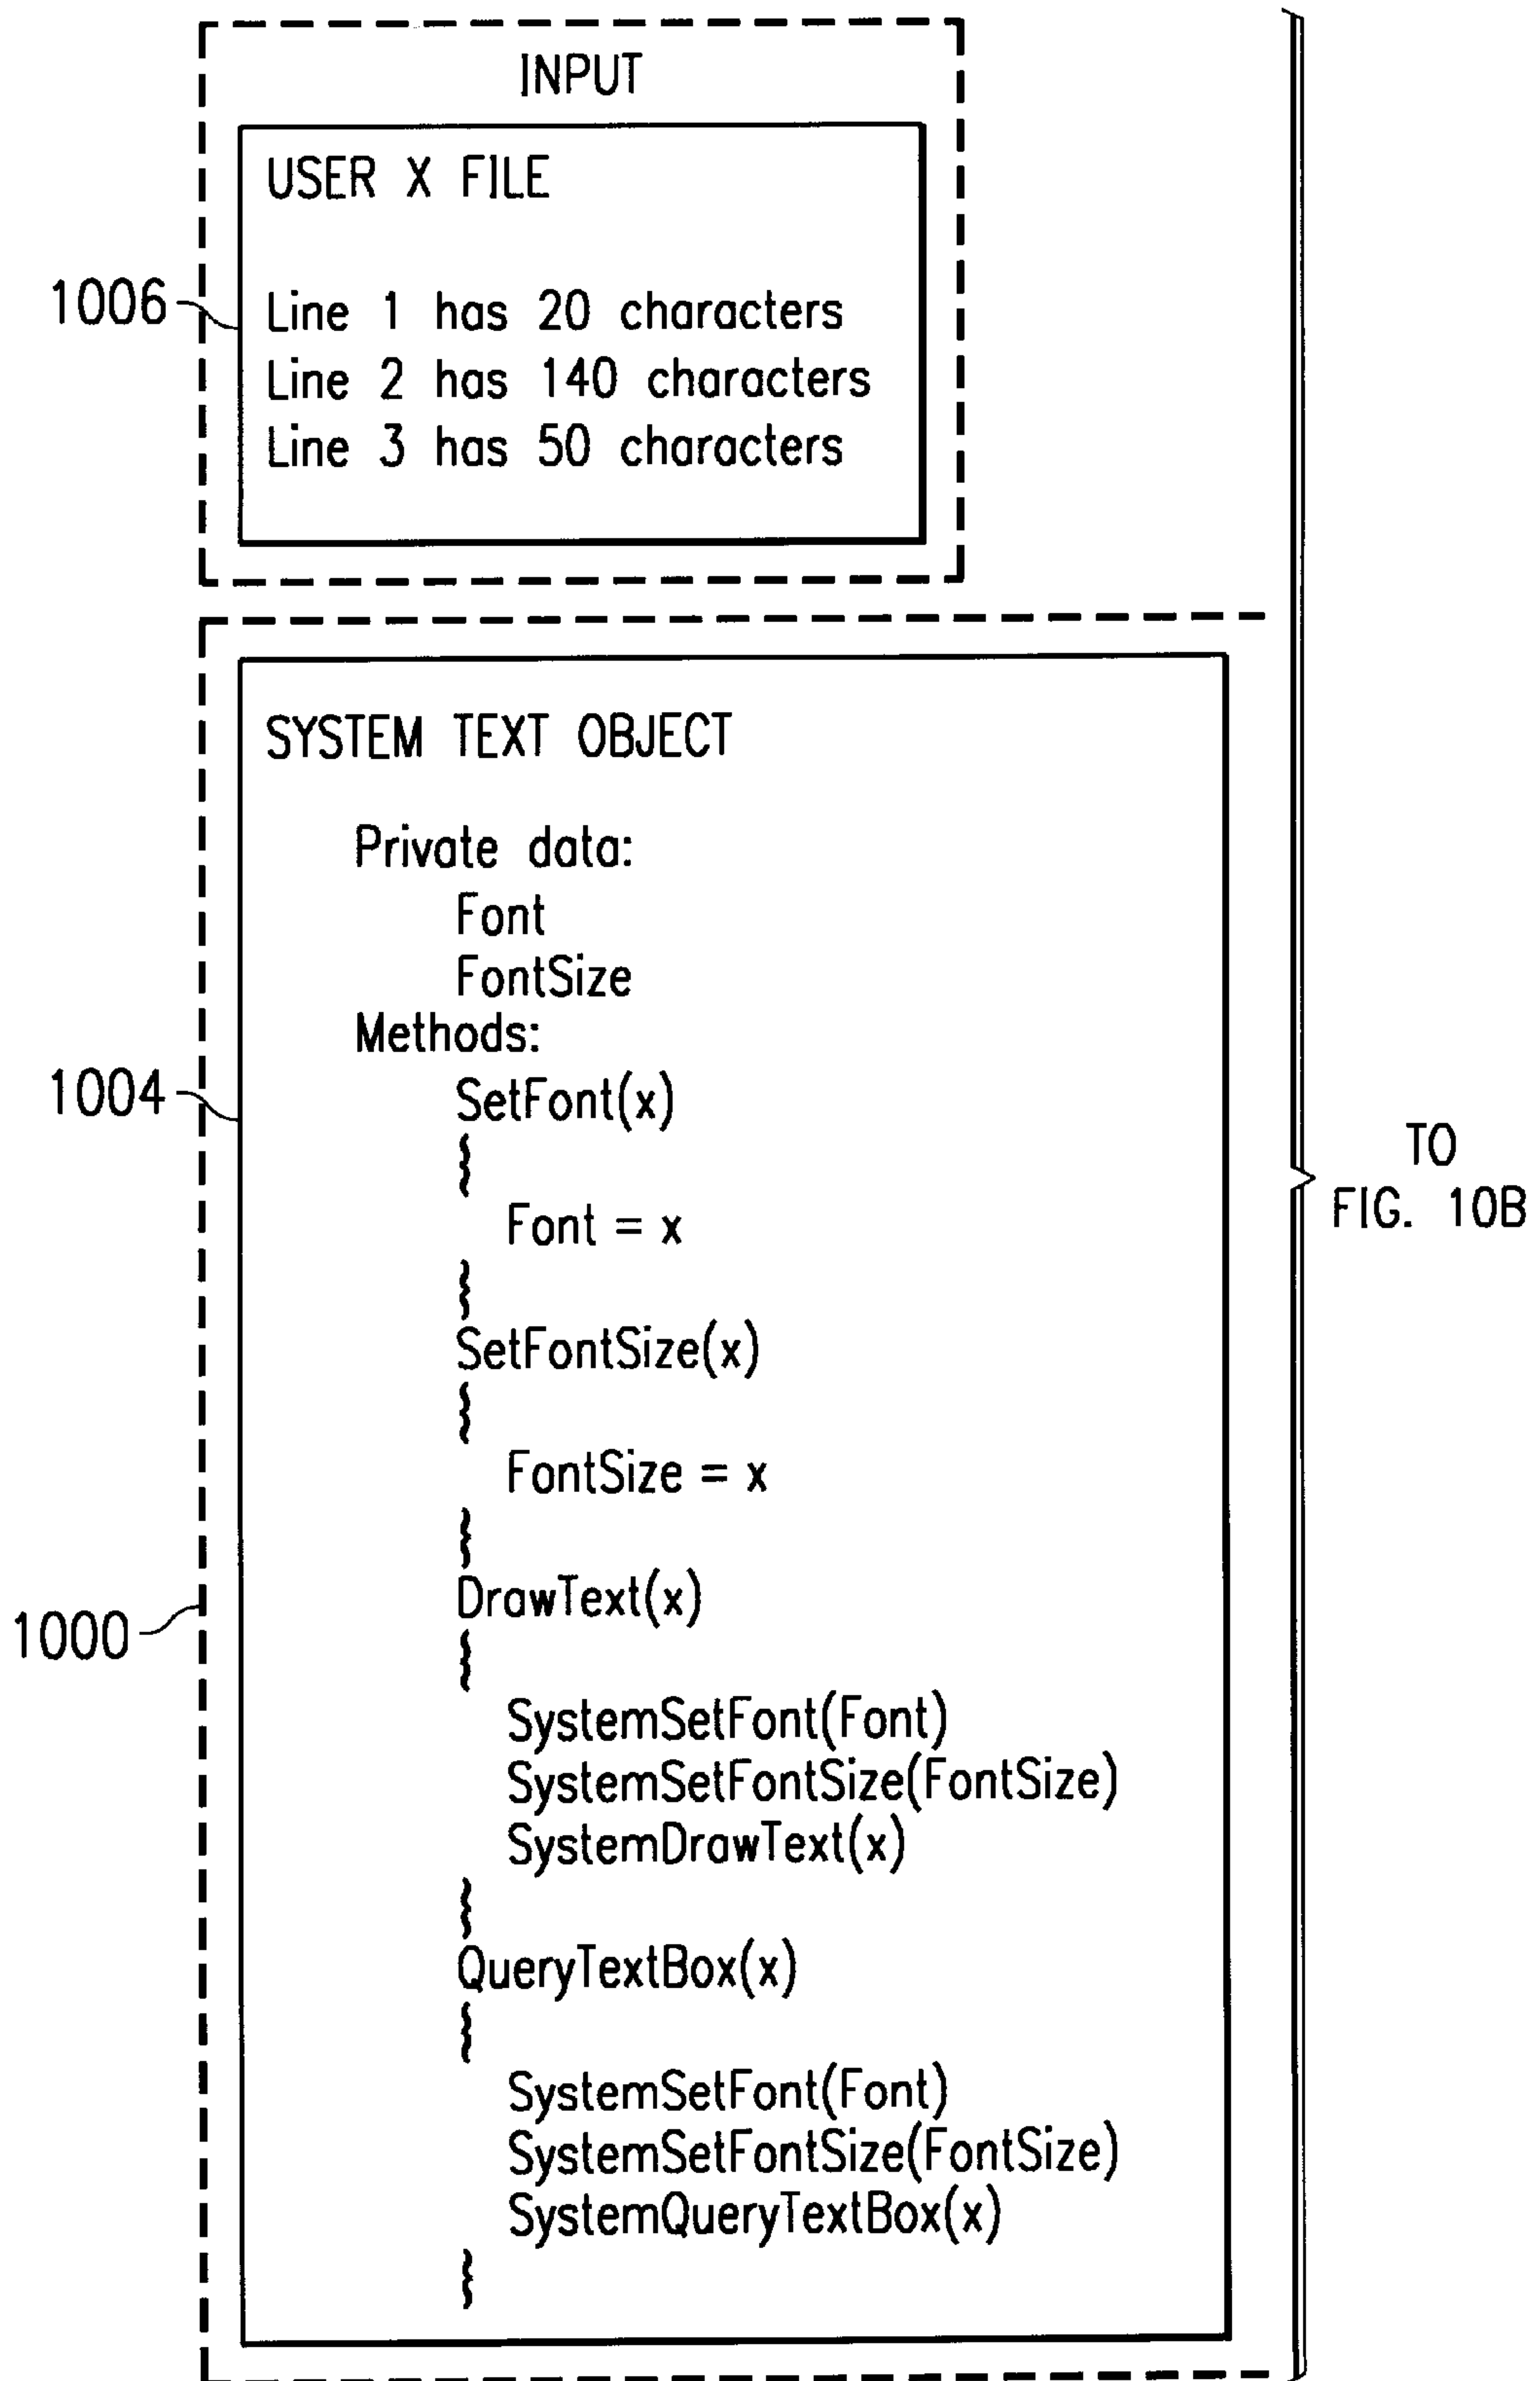 INPUT
USER X FILE
1006
Line 1 has 20 characters
Line 2 has 140 characters
Line 3 has 50 characters
SYSTEM TEXT OBJECT
Private data:
Font
FontSize
Methods:
1004
SetFont(x)
{
Font = x
}
SetFontSize(x)
{
FontSize = x
}
1000
DrawText(x)
{
SystemSetFont(Font)
SystemSetFontSize(FontSize)
SystemDrawText(x)
}
QueryTextBox(x)
{
SystemSetFont(Font)
SystemSetFontSize(FontSize)
SystemQueryTextBox(x)
}
TO
FIG. 10B